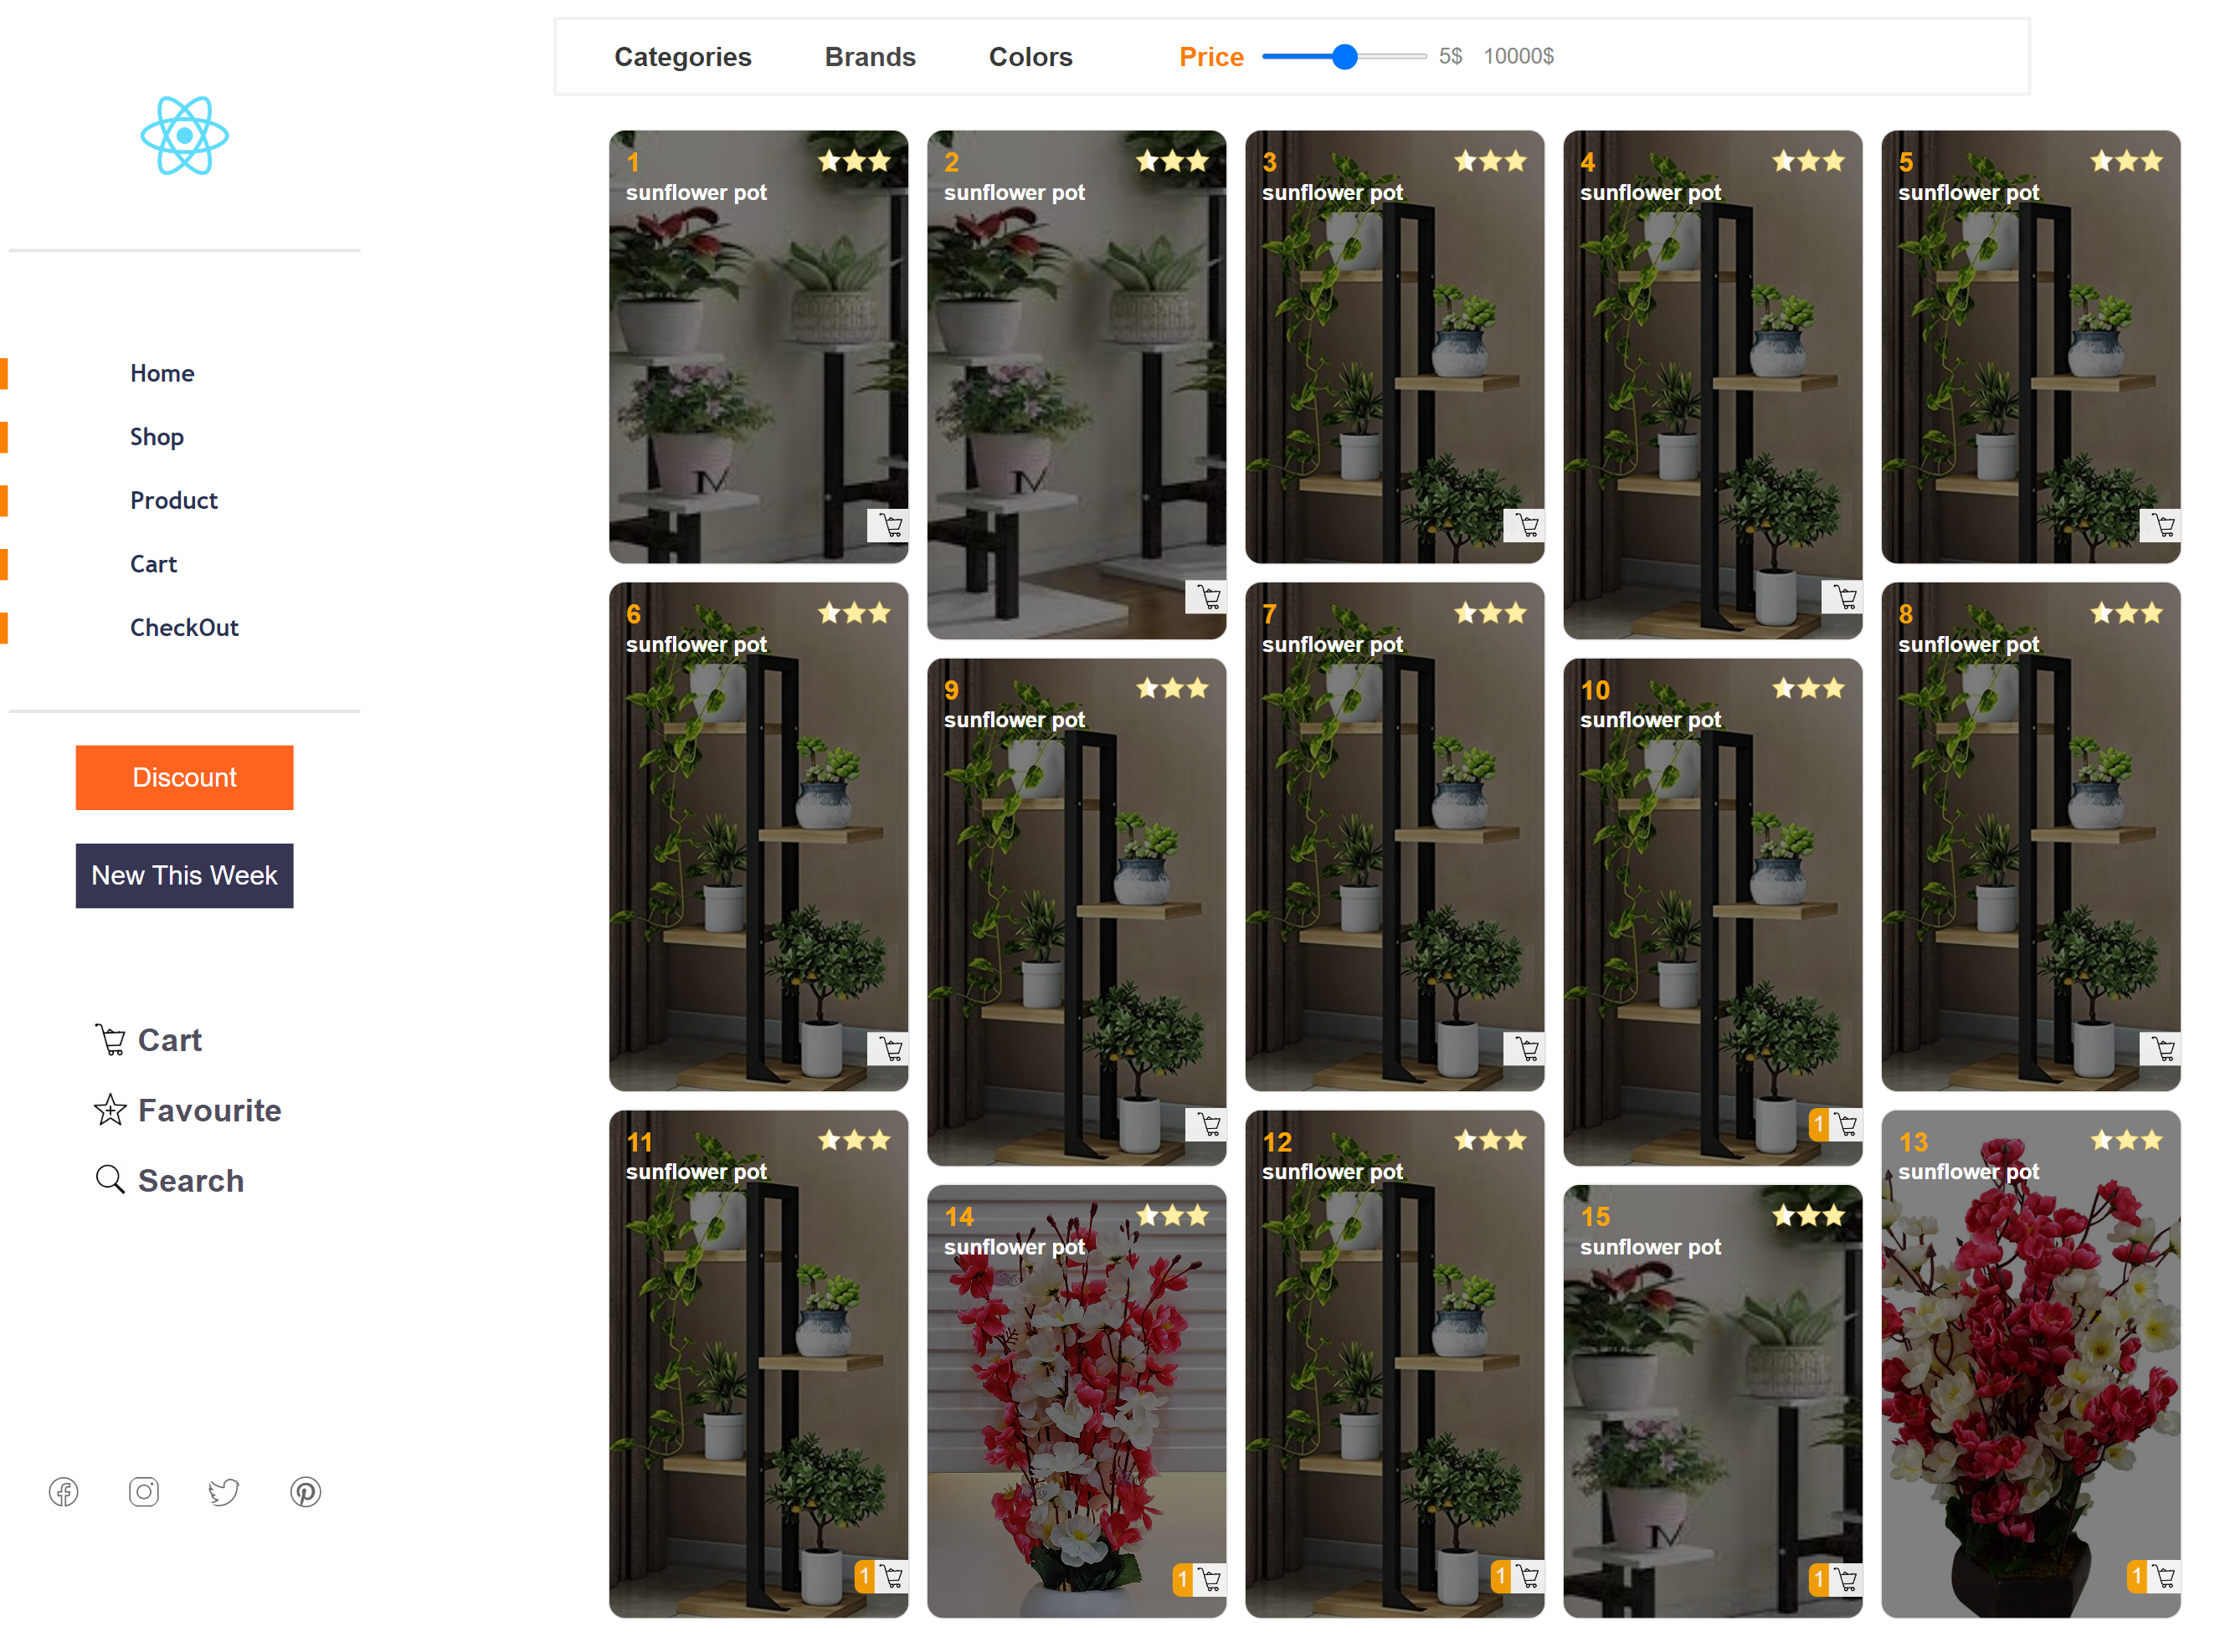 Categories Brands Colors Price 5$ 10000$
Home
Shop
Product
Cart
CheckOut
Discount
New This Week
Cart
Favourite
Search
1
sunflower pot
2
sunflower pot
3
sunflower pot
4
sunflower pot
5
sunflower pot
6
sunflower pot
7
sunflower pot
8
sunflower pot
9
sunflower pot
10
sunflower pot
1
11
sunflower pot
1
12
sunflower pot
1
13
sunflower pot
1
14
sunflower pot
1
15
sunflower pot
1